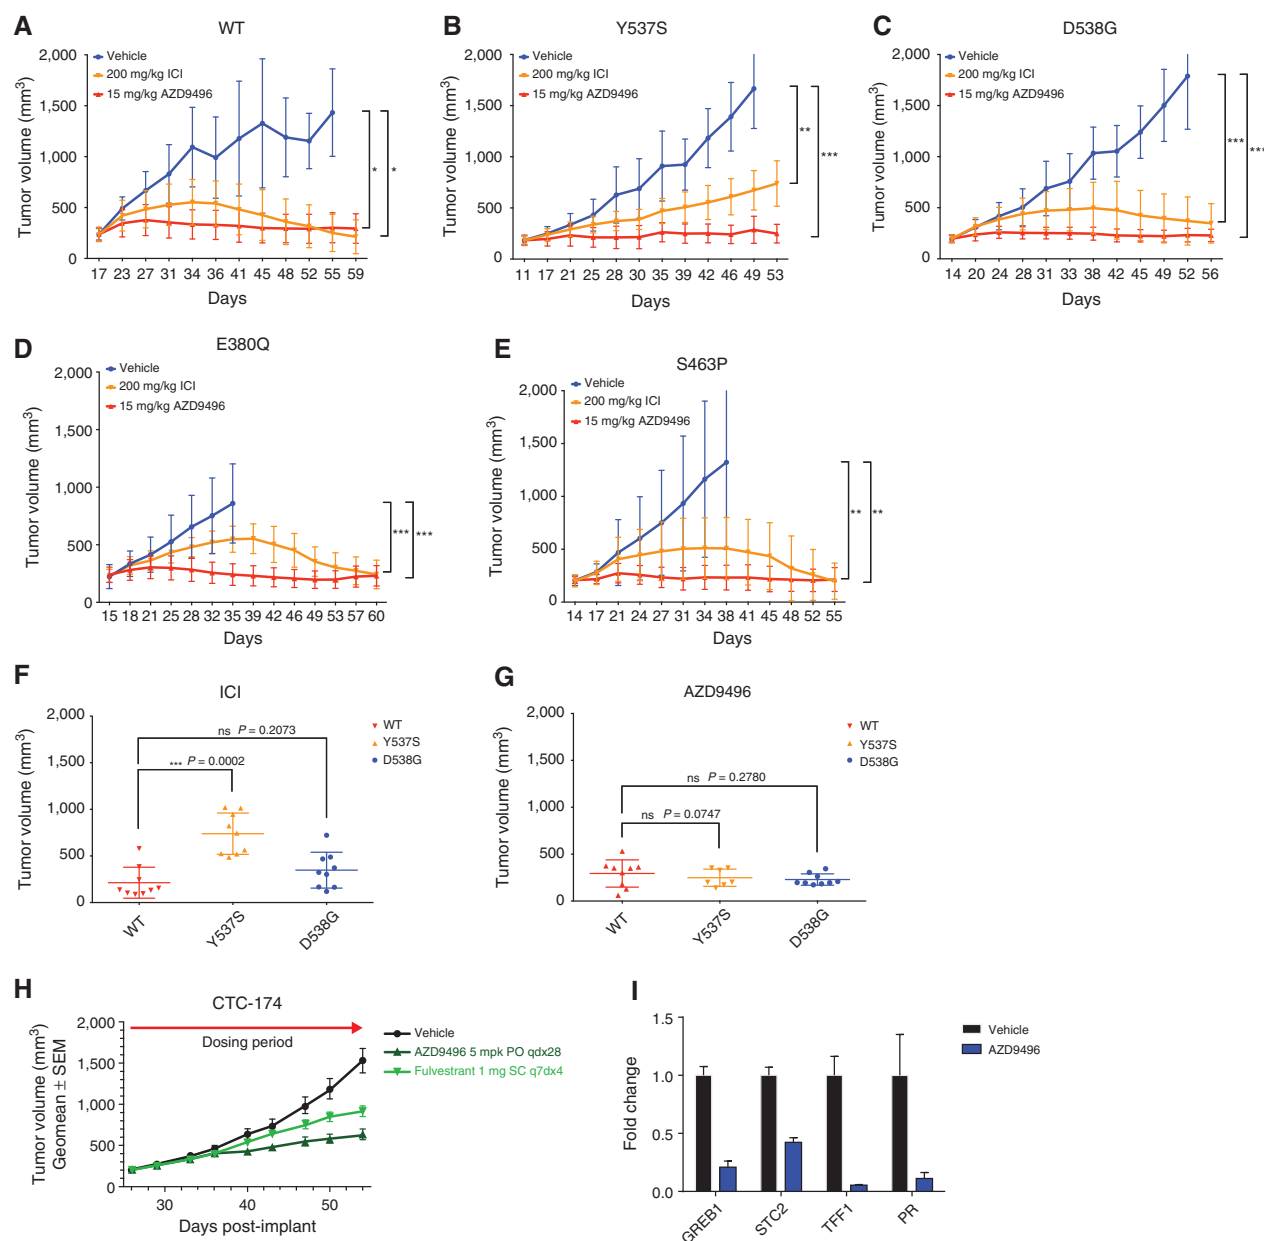 A
WT
Tumor volume (mm³)
2,000
1,500
1,000
500
0
Vehicle
200 mg/kg ICI
15 mg/kg AZD9496
*
*
17 23 27 31 34 36 41 45 48 52 55 59
Days
B
Y537S
Tumor volume (mm³)
2,000
1,500
1,000
500
0
Vehicle
200 mg/kg ICI
15 mg/kg AZD9496
**
***
11 17 21 25 28 30 35 39 42 46 49 53
Days
C
D538G
Tumor volume (mm³)
2,000
1,500
1,000
500
0
Vehicle
200 mg/kg ICI
15 mg/kg AZD9496
***
***
14 20 24 28 31 33 38 42 45 49 52 56
Days
D
E380Q
Tumor volume (mm³)
2,000
1,500
1,000
500
0
Vehicle
200 mg/kg ICI
15 mg/kg AZD9496
***
***
15 18 21 25 28 32 35 39 42 46 49 53 57 60
Days
E
S463P
Tumor volume (mm³)
2,000
1,500
1,000
500
0
Vehicle
200 mg/kg ICI
15 mg/kg AZD9496
**
**
14 17 21 24 27 31 34 38 41 45 48 52 55
Days
F
ICI
Tumor volume (mm³)
2,000
1,500
1,000
500
0
ns P = 0.2073
*** P = 0.0002
WT
Y537S
D538G
WT
Y537S
D538G
G
AZD9496
Tumor volume (mm³)
2,000
1,500
1,000
500
0
ns P = 0.2780
ns P = 0.0747
WT
Y537S
D538G
WT
Y537S
D538G
H
CTC-174
Tumor volume (mm³)
Geomean ± SEM
2,000
1,500
1,000
500
0
Dosing period
Vehicle
AZD9496 5 mpk PO qdx28
Fulvestrant 1 mg SC q7dx4
30 40 50
Days post-implant
I
Fold change
1.5
1.0
0.5
0.0
Vehicle
AZD9496
GREB1
STC2
TFF1
PR